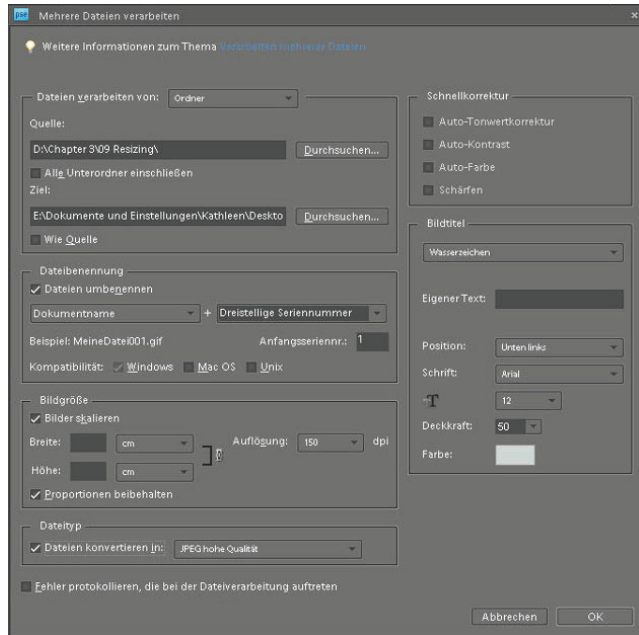 pse Mehrere Dateien verarbeiten x
Weitere Informationen zum Thema Verarbeiten mehrerer Dateien
Dateien verarbeiten von: Ordner
Quelle:
D:\Chapter 3\09 Resizing\ Durchsuchen...
Alle Unterordner einschließen
Ziel:
E:\Dokumente und Einstellungen\Kathleen\Deskto Durchsuchen...
Wie Quelle
Dateibenennung
Dateien umbenennen
Dokumentname + Dreistellige Seriennummer
Beispiel: MeineDatei001.gif Anfangsseriennr.: 1
Kompatibilität: Windows Mac OS Unix
Bildgröße
Bilder skalieren
Breite: cm Auflösung: 150 dpi
Höhe: cm
Proportionen beibehalten
Dateityp
Dateien konvertieren in: JPEG hohe Qualität
Fehler protokollieren, die bei der Dateiverarbeitung auftreten
Schnellkorrektur
Auto-Tonwertkorrektur
Auto-Kontrast
Auto-Farbe
Schärfen
Bildtitel
Wasserzeichen
Eigener Text:
Position: Unten links
Schrift: Arial
T 12
Deckkraft: 50
Farbe:
Abbrechen OK